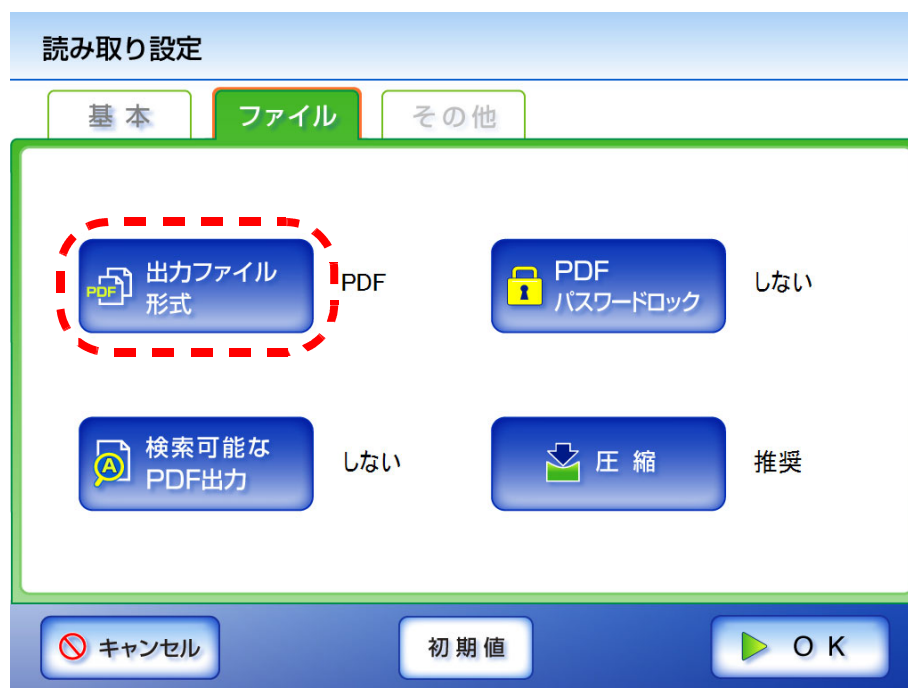 読み取り設定
基本 ファイル その他
PDF 出力ファイル
形式
PDF
PDF
パスワードロック
しない
A 検索可能な
PDF出力
しない
圧縮
推奨
キャンセル 初期値 OK